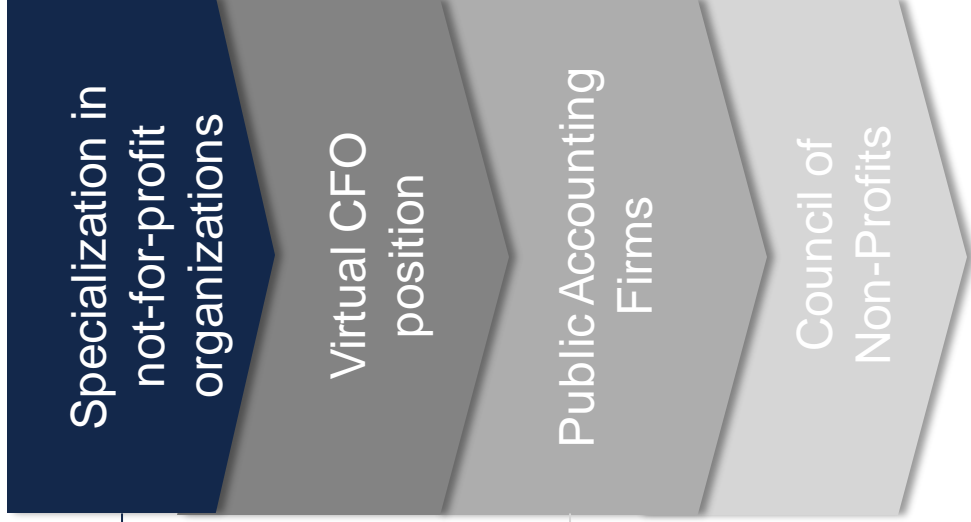 Specialization in
not-for-profit
organizations
Virtual CFO
position
Public Accounting
Firms
Council of
Non-Profits